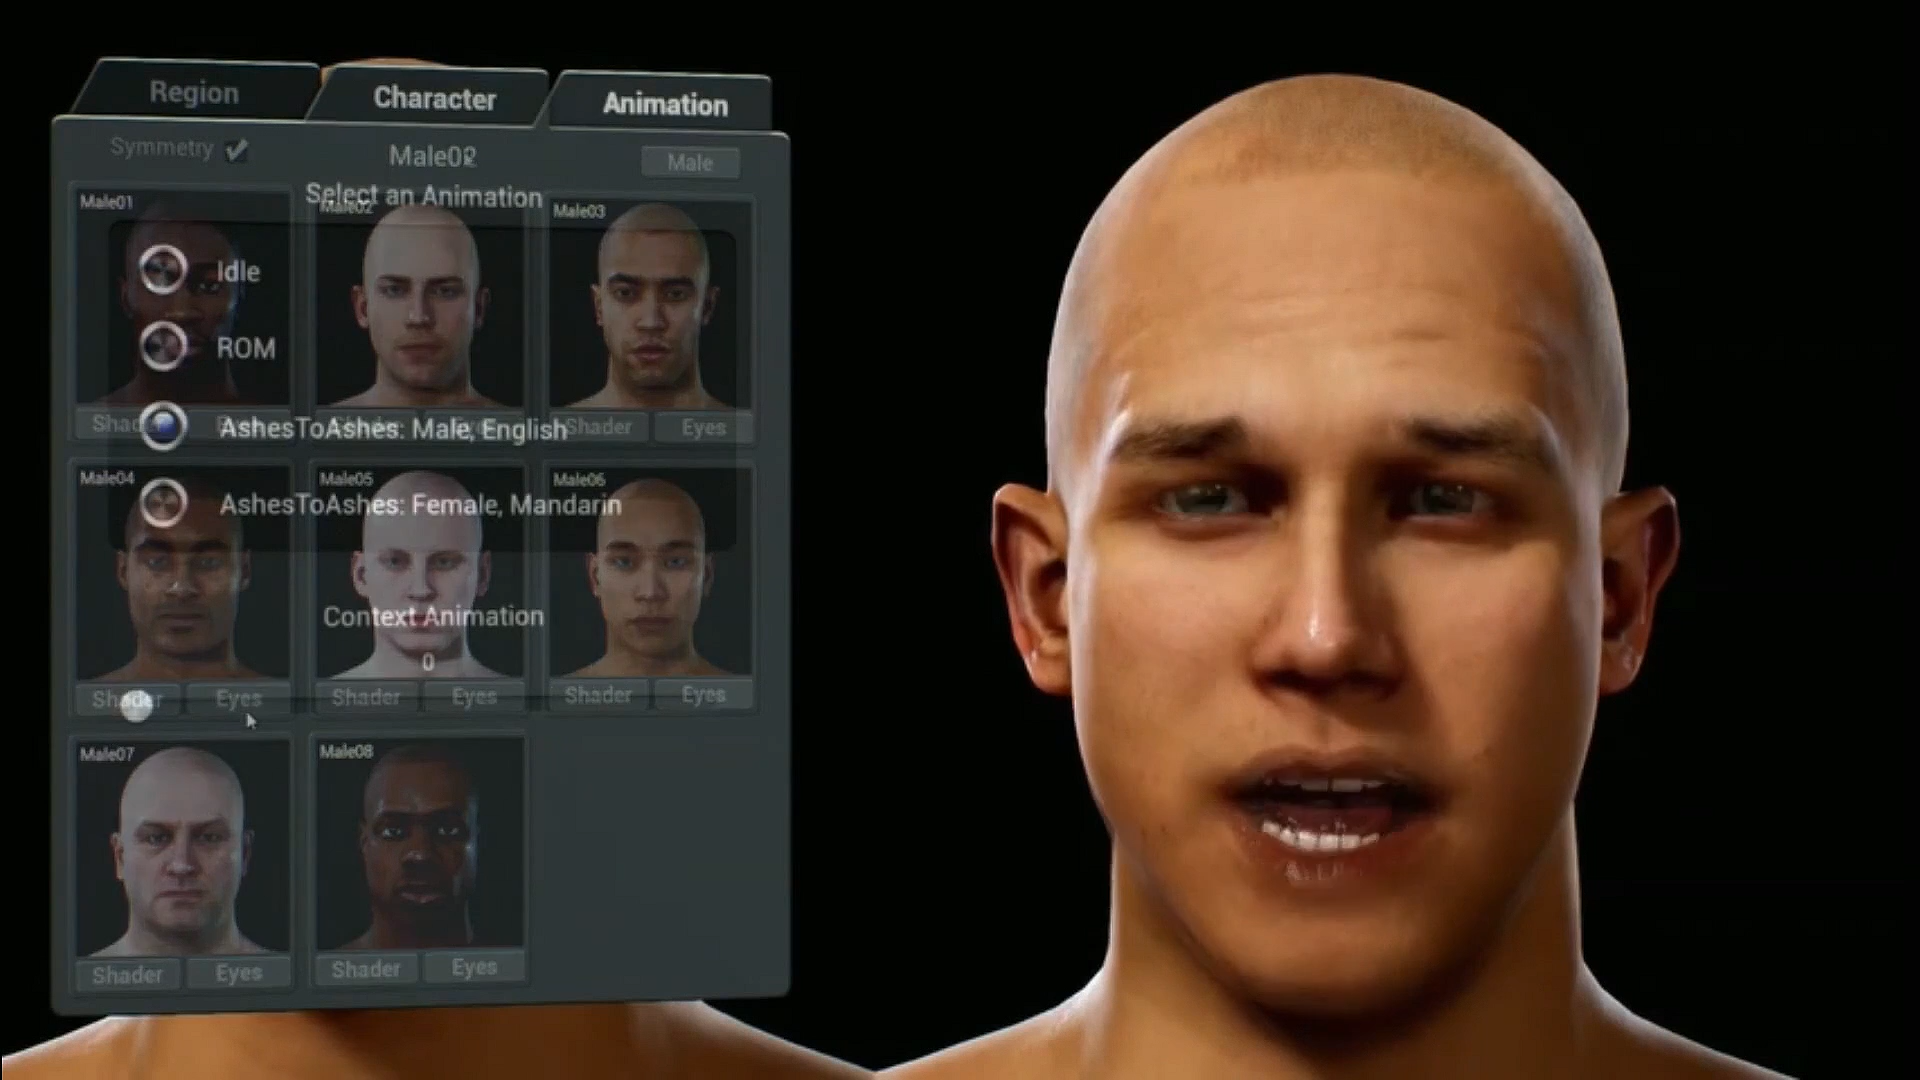 Region
Character
Animation
Symmetry
Male
Select an Animation
Male01
Male02
Male03
Idle
ROM
AshesToAshes: Male, English
Shader
Eyes
Male04
Male05
Male06
AshesToAshes: Female, Mandarin
Context Animation
0
Shader Eyes
Shader Eyes
Shader Eyes
Male07
Male08
Shader Eyes
Shader Eyes